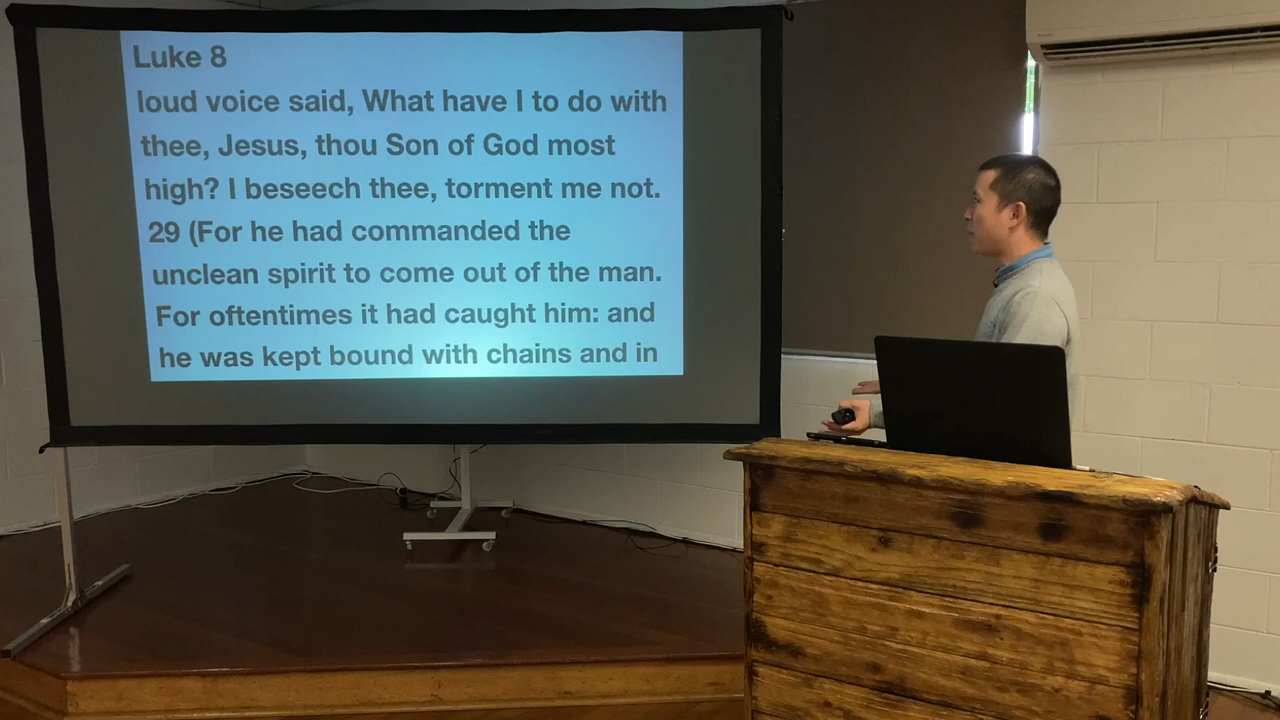 Luke 8
loud voice said, What have I to do with
thee, Jesus, thou Son of God most
high? I beseech thee, torment me not.
29 (For he had commanded the
unclean spirit to come out of the man.
For oftentimes it had caught him: and
he was kept bound with chains and in